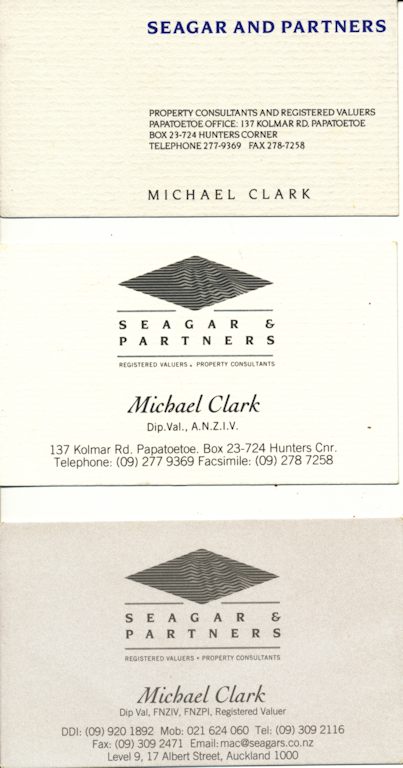 SEAGAR AND PARTNERS
PROPERTY CONSULTANTS AND REGISTERED VALUERS
PAPATOETOE OFFICE: 137 KOLMAR RD, PAPATOETOE
BOX 23-724 HUNTERS CORNER
TELEPHONE 277-9369 FAX 278-7258
MICHAEL CLARK
SEAGAR &
PARTNERS
REGISTERED VALUERS • PROPERTY CONSULTANTS
Michael Clark
Dip.Val., A.N.Z.I.V.
137 Kolmar Rd. Papatoetoe. Box 23-724 Hunters Cnr.
Telephone: (09) 277 9369 Facsimile: (09) 278 7258
SEAGAR &
PARTNERS
REGISTERED VALUERS • PROPERTY CONSULTANTS
Michael Clark
Dip Val, FNZIV, FNZPI, Registered Valuer
DDI: (09) 920 1892 Mob: 021 624 060 Tel: (09) 309 2116
Fax: (09) 309 2471 Email: mac@seagars.co.nz
Level 9, 17 Albert Street, Auckland 1000